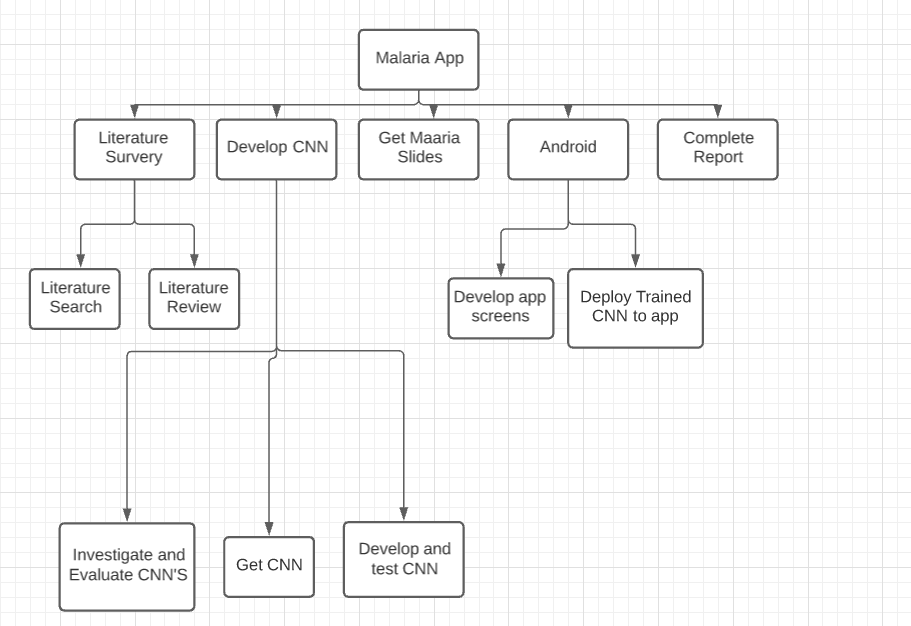 Malaria App
Literature
Survery
Develop CNN
Get Maaria
Slides
Android
Complete
Report
Literature
Search
Literature
Review
Develop app
screens
Deploy Trained
CNN to app
Investigate and
Evaluate CNN'S
Get CNN
Develop and
test CNN